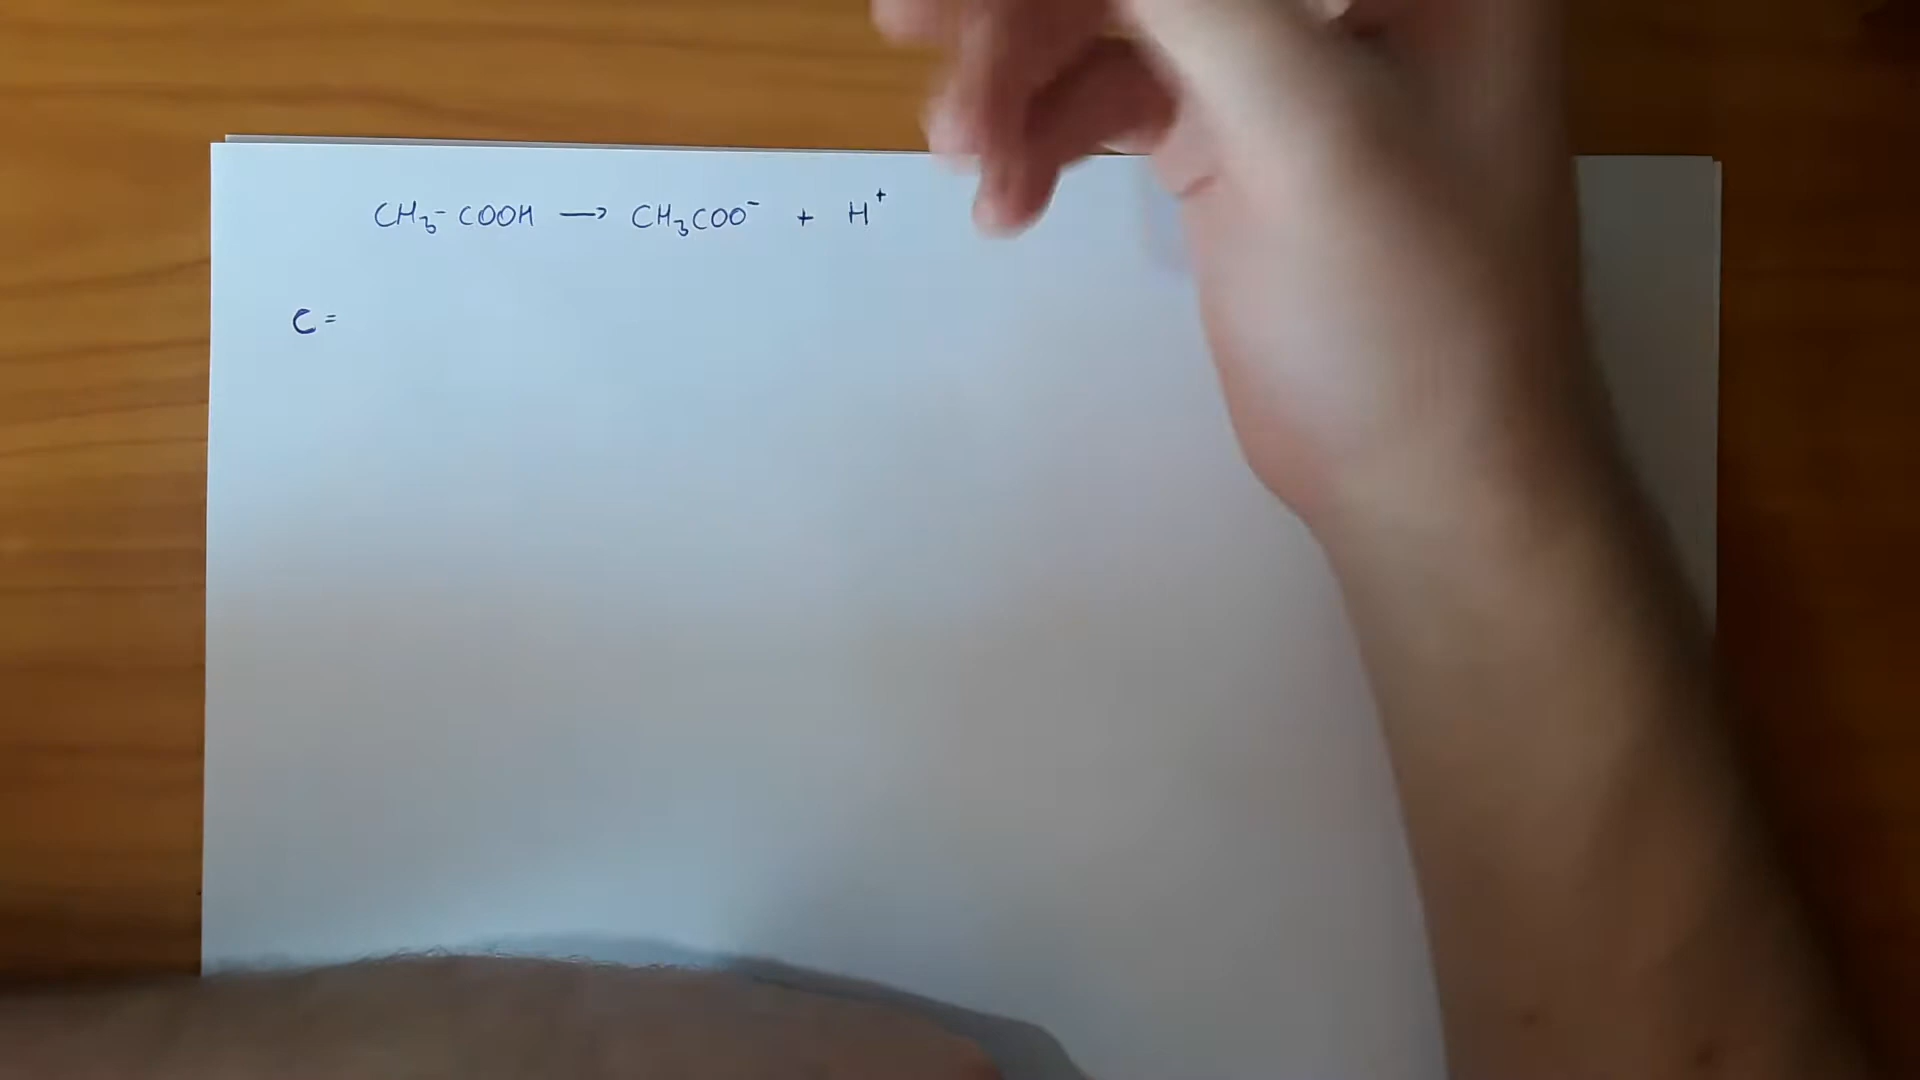 CH₃-COOH → CH₃COO⁻ + H⁺
C =